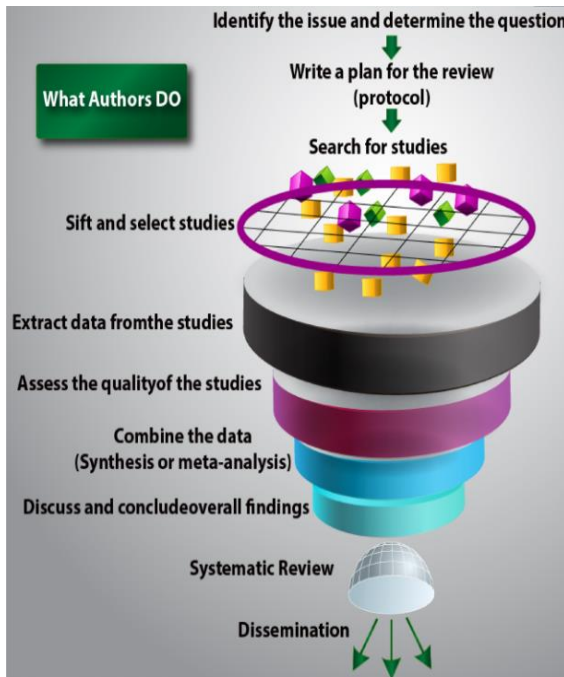 Identify the issue and determine the question
Write a plan for the review
(protocol)
What Authors DO
Search for studies
Sift and select studies
Extract data fromthe studies
Assess the qualityof the studies
Combine the data
(Synthesis or meta-analysis)
Discuss and concludeoverall findings
Systematic Review
Dissemination